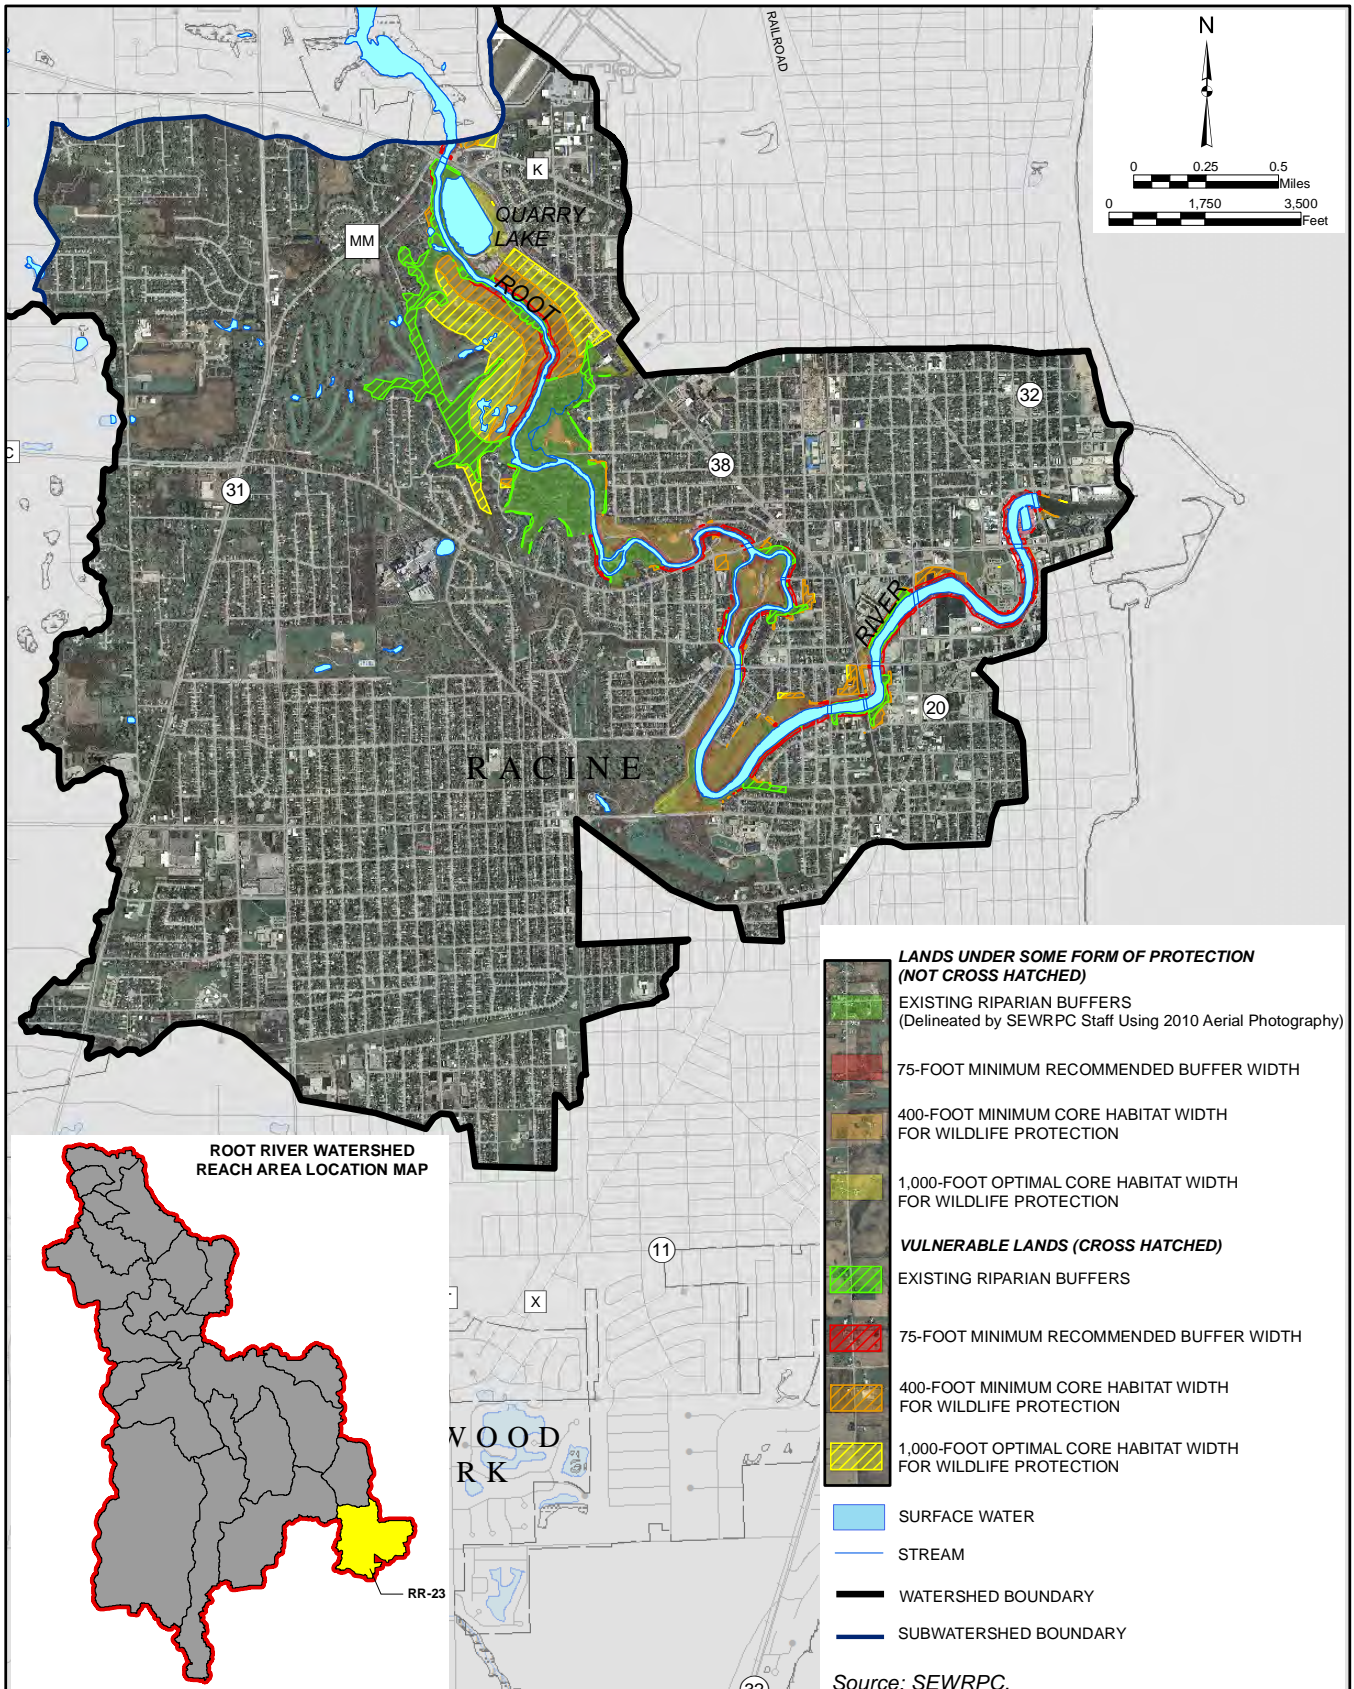 RAILROAD
N
0 0.25 0.5
Miles
0 1,750 3,500
Feet
K
QUARRY
LAKE
MM
ROOT
32
C
38
31
RIVER
20
RACINE
LANDS UNDER SOME FORM OF PROTECTION
(NOT CROSS HATCHED)
EXISTING RIPARIAN BUFFERS
(Delineated by SEWRPC Staff Using 2010 Aerial Photography)
75-FOOT MINIMUM RECOMMENDED BUFFER WIDTH
400-FOOT MINIMUM CORE HABITAT WIDTH
FOR WILDLIFE PROTECTION
1,000-FOOT OPTIMAL CORE HABITAT WIDTH
FOR WILDLIFE PROTECTION
VULNERABLE LANDS (CROSS HATCHED)
EXISTING RIPARIAN BUFFERS
75-FOOT MINIMUM RECOMMENDED BUFFER WIDTH
400-FOOT MINIMUM CORE HABITAT WIDTH
FOR WILDLIFE PROTECTION
1,000-FOOT OPTIMAL CORE HABITAT WIDTH
FOR WILDLIFE PROTECTION
SURFACE WATER
STREAM
WATERSHED BOUNDARY
SUBWATERSHED BOUNDARY
Source: SEWRPC.
ROOT RIVER WATERSHED
REACH AREA LOCATION MAP
RR-23
11
X
WOOD
RK
32